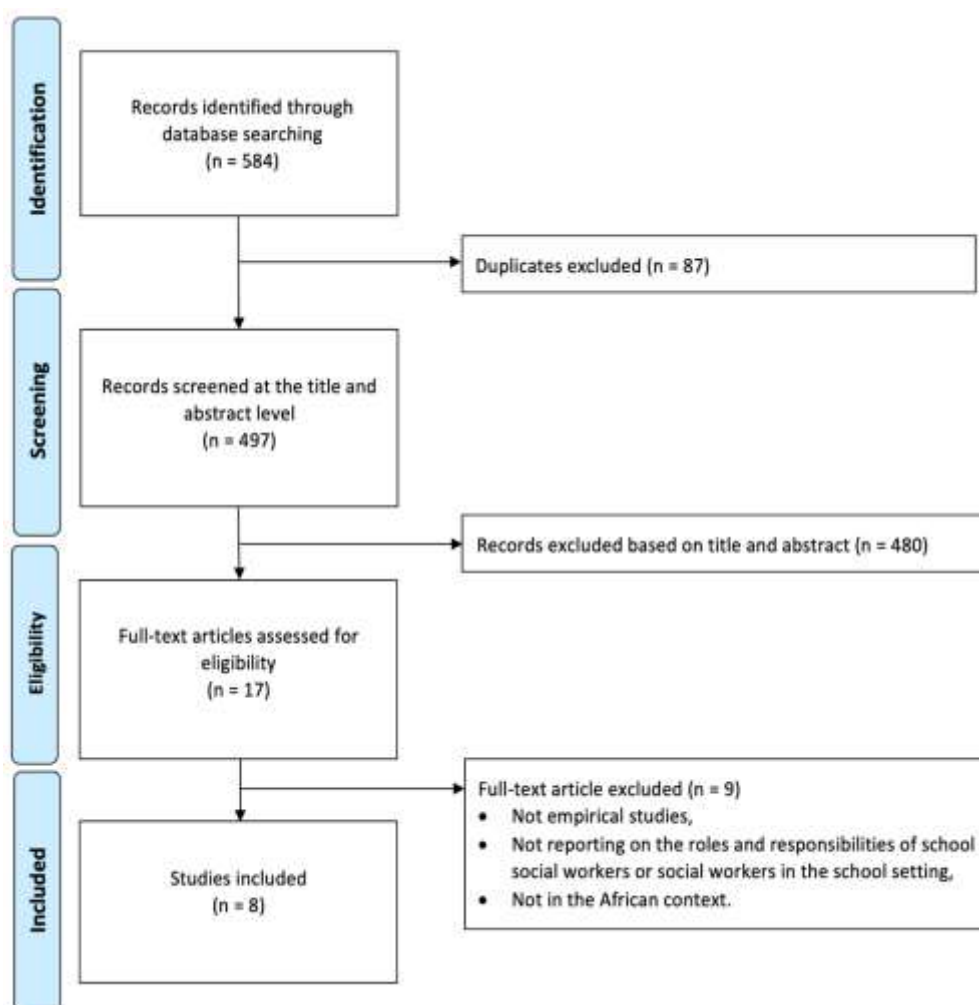 Identification
Records identified through
database searching
(n = 584)
Duplicates excluded (n = 87)
Screening
Records screened at the title and
abstract level
(n = 497)
Records excluded based on title and abstract (n = 480)
Eligibility
Full-text articles assessed for
eligibility
(n = 17)
Full-text article excluded (n = 9)
• Not empirical studies,
• Not reporting on the roles and responsibilities of school
social workers or social workers in the school setting,
• Not in the African context.
Included
Studies included
(n = 8)